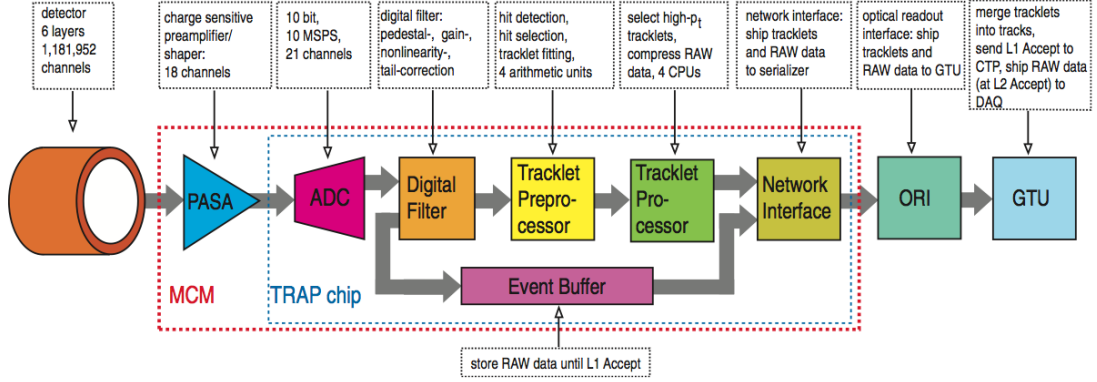 detector
6 layers
1,181,952
channels
charge sensitive
preamplifier/
shaper:
18 channels
10 bit,
10 MSPS,
21 channels
digital filter:
pedestal-, gain-,
nonlinearity-,
tail-correction
hit detection,
hit selection,
tracklet fitting,
4 arithmetic units
select high-pt
tracklets,
compress RAW
data, 4 CPUs
network interface:
ship tracklets
and RAW data
to serializer
optical readout
interface: ship
tracklets and
RAW data to GTU
merge tracklets
into tracks,
send L1 Accept to
CTP, ship RAW data
(at L2 Accept) to
DAQ
PASA
ADC
Digital
Filter
Tracklet
Preprο-
cessor
Tracklet
Pro-
cessor
Network
Interface
ORI
GTU
Event Buffer
MCM
TRAP chip
store RAW data until L1 Accept